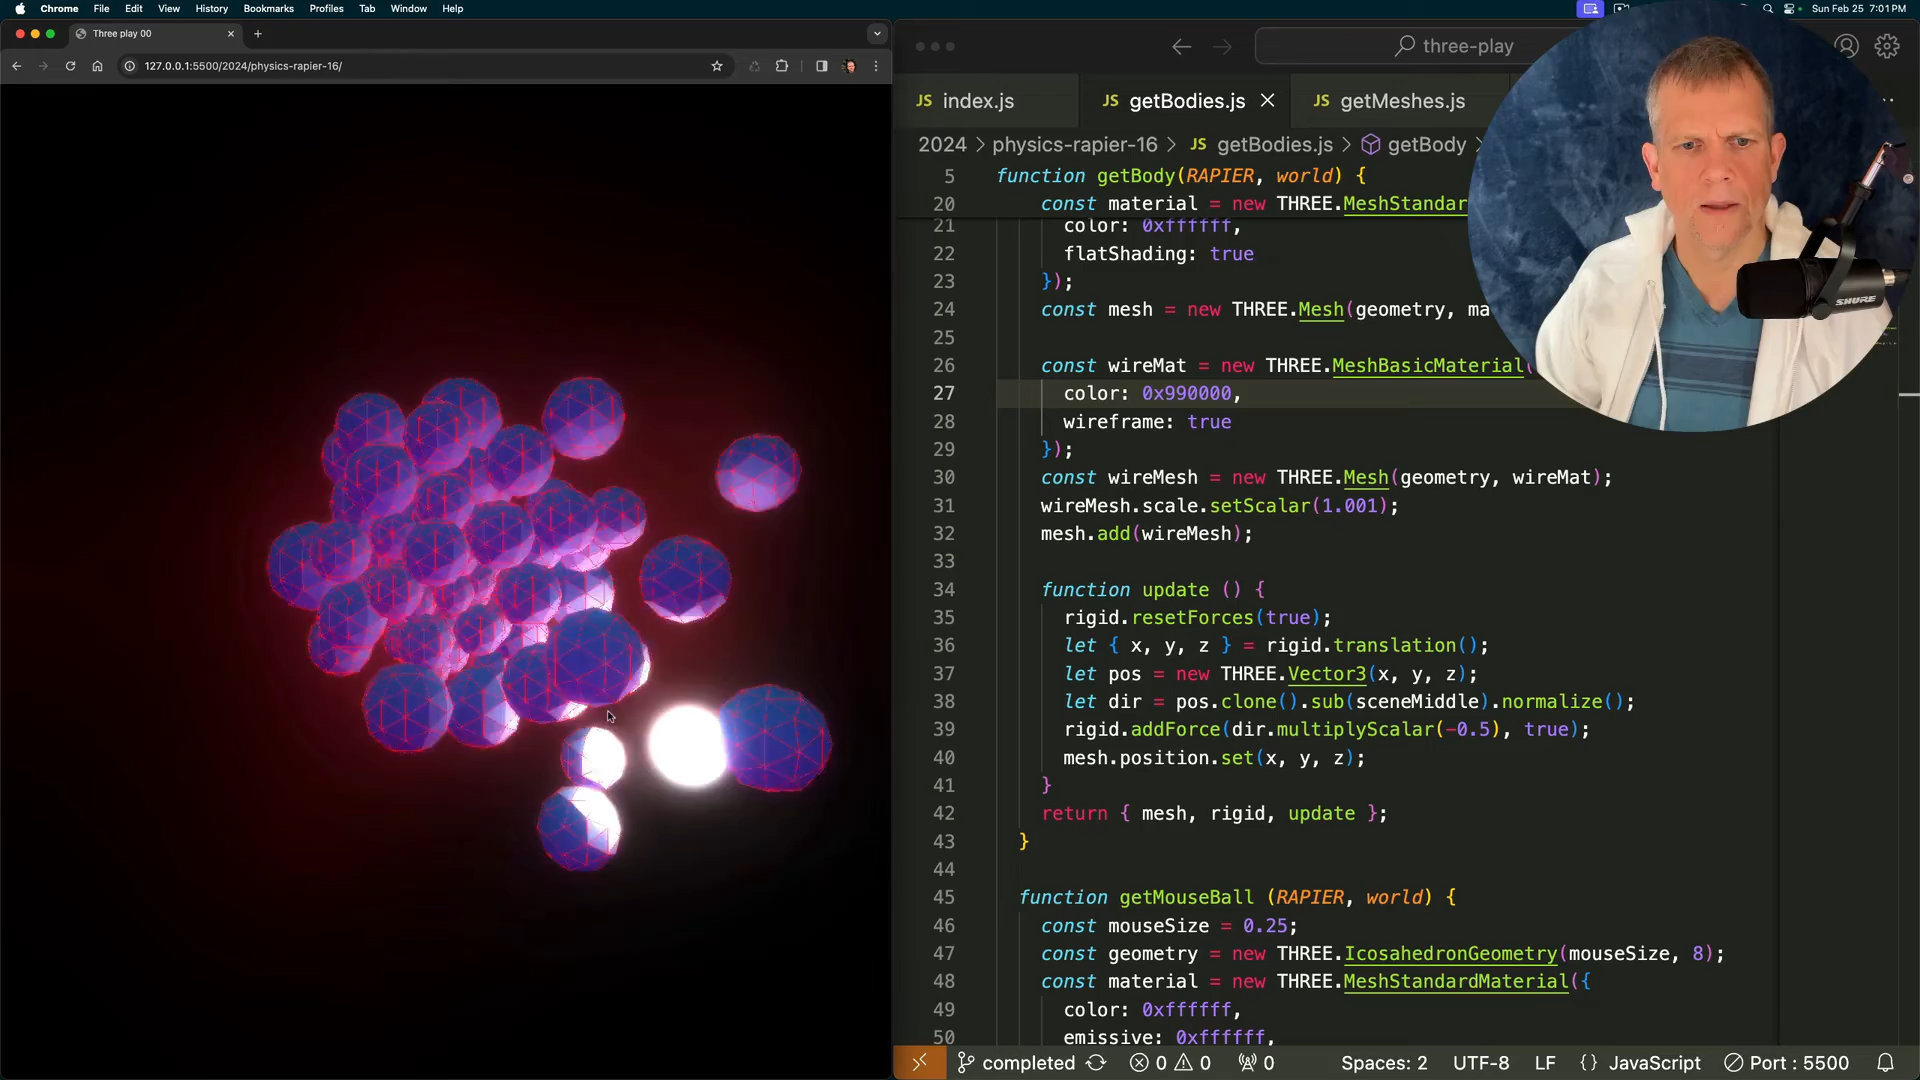 Chrome File Edit View History Bookmarks Profiles Tab Window Help
Sun Feb 25 7:01 PM
Three play 00
127.0.0.1:5500/2024/physics-rapier-16/
three-play
JS index.js
JS getBodies.js
JS getMeshes.js
2024 > physics-rapier-16 > JS getBodies.js > getBody >
5 function getBody(RAPIER, world) {
20 const material = new THREE.MeshStandar
21 color: 0xffffff,
22 flatShading: true
23 });
24 const mesh = new THREE.Mesh(geometry, ma
25
26 const wireMat = new THREE.MeshBasicMaterial(
27 color: 0x990000,
28 wireframe: true
29 });
30 const wireMesh = new THREE.Mesh(geometry, wireMat);
31 wireMesh.scale.setScalar(1.001);
32 mesh.add(wireMesh);
33
34 function update () {
35 rigid.resetForces(true);
36 let { x, y, z } = rigid.translation();
37 let pos = new THREE.Vector3(x, y, z);
38 let dir = pos.clone().sub(sceneMiddle).normalize();
39 rigid.addForce(dir.multiplyScalar(-0.5), true);
40 mesh.position.set(x, y, z);
41 }
42 return { mesh, rigid, update };
43 }
44
45 function getMouseBall (RAPIER, world) {
46 const mouseSize = 0.25;
47 const geometry = new THREE.IcosahedronGeometry(mouseSize, 8);
48 const material = new THREE.MeshStandardMaterial({
49 color: 0xffffff,
50 emissive: 0xffffff,
completed 0 0 0 Spaces: 2 UTF-8 LF {} JavaScript Port : 5500
SHURE